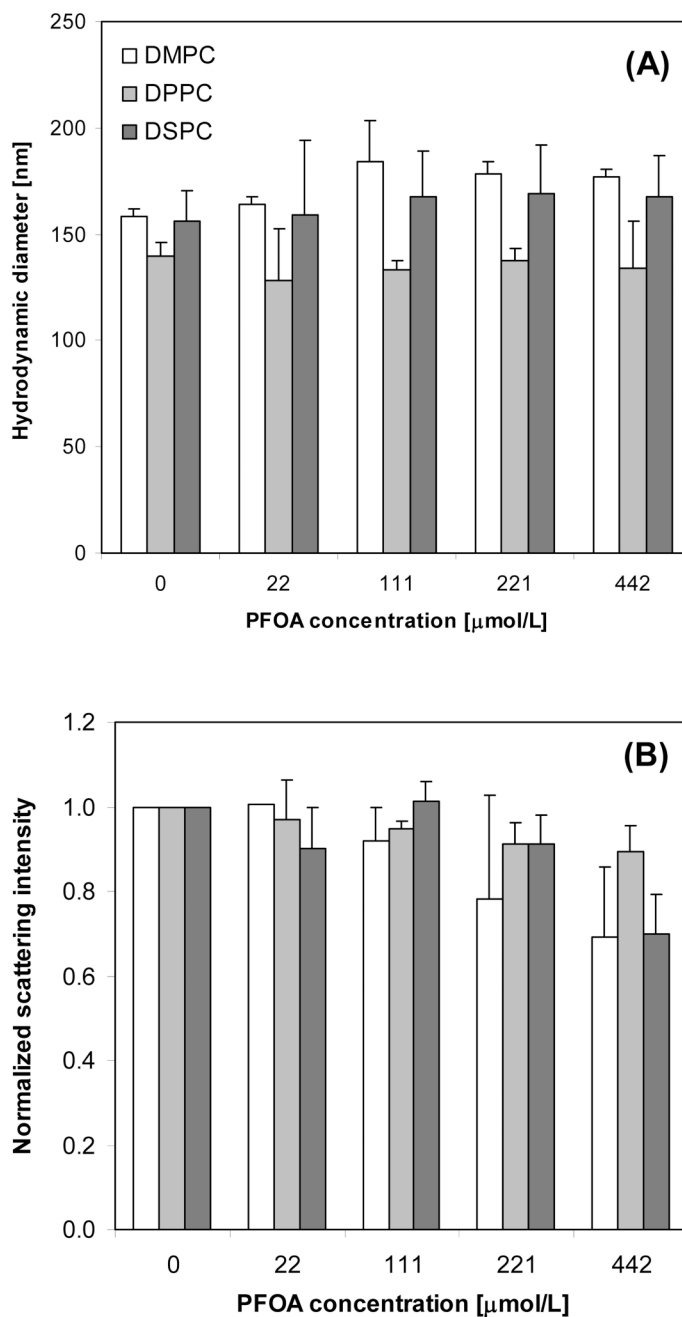 250
(A)
DMPC
DPPC
DSPC
200
150
100
50
0
Hydrodynamic diameter [nm]
0 22 111 221 442
PFOA concentration [μmol/L]
1.2
(B)
1.0
0.8
0.6
0.4
0.2
0.0
Normalized scattering intensity
0 22 111 221 442
PFOA concentration [μmol/L]